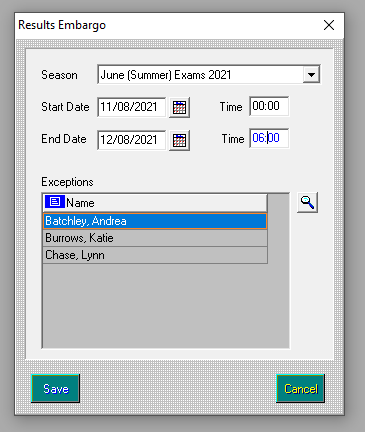 Results Embargo
Season June (Summer) Exams 2021
Start Date 11/08/2021 Time 00:00
End Date 12/08/2021 Time 06:00
Exceptions
Name
Batchley, Andrea
Burrows, Katie
Chase, Lynn
Save Cancel